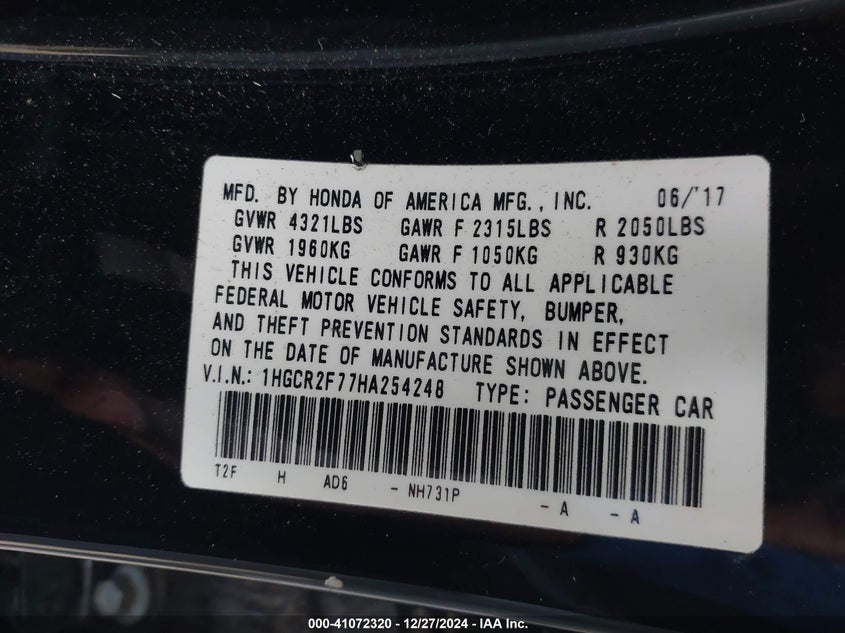 MFD. BY HONDA OF AMERICA MFG., INC. 06/'17
GVWR 4321LBS GAWR F 2315LBS R 2050LBS
GVWR 1960KG GAWR F 1050KG R 930KG
THIS VEHICLE CONFORMS TO ALL APPLICABLE
FEDERAL MOTOR VEHICLE SAFETY, BUMPER,
AND THEFT PREVENTION STANDARDS IN EFFECT
ON THE DATE OF MANUFACTURE SHOWN ABOVE.
V.I.N.: 1HGCR2F77HA254248 TYPE: PASSENGER CAR
T2F H AD6 - NH731P - A - A
000-41072320 - 12/27/2024 - IAA Inc.